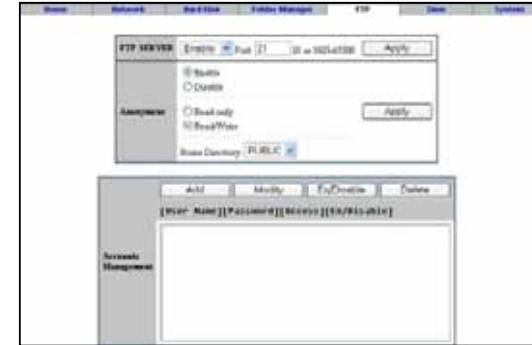 Home Network Hard Disk Folder Manager FTP Time System
FTP SERVER Enable Port 21 Apply
Enable
Disable
Anonymous Read only Apply
Read/Write
Home Directory PUBLIC
Add Modify En/Disable Delete
[User Name][Password][Access][En/Disable]
Accounts
Management